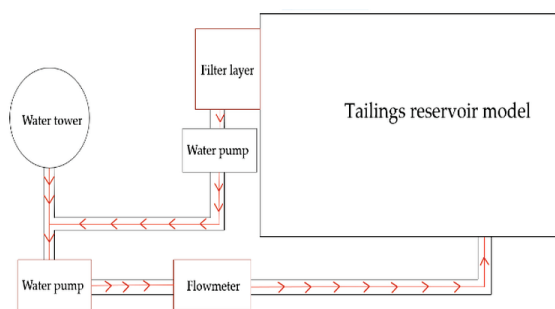 Filter layer
Tailings reservoir model
Water tower
Water pump
Water pump
Flowmeter